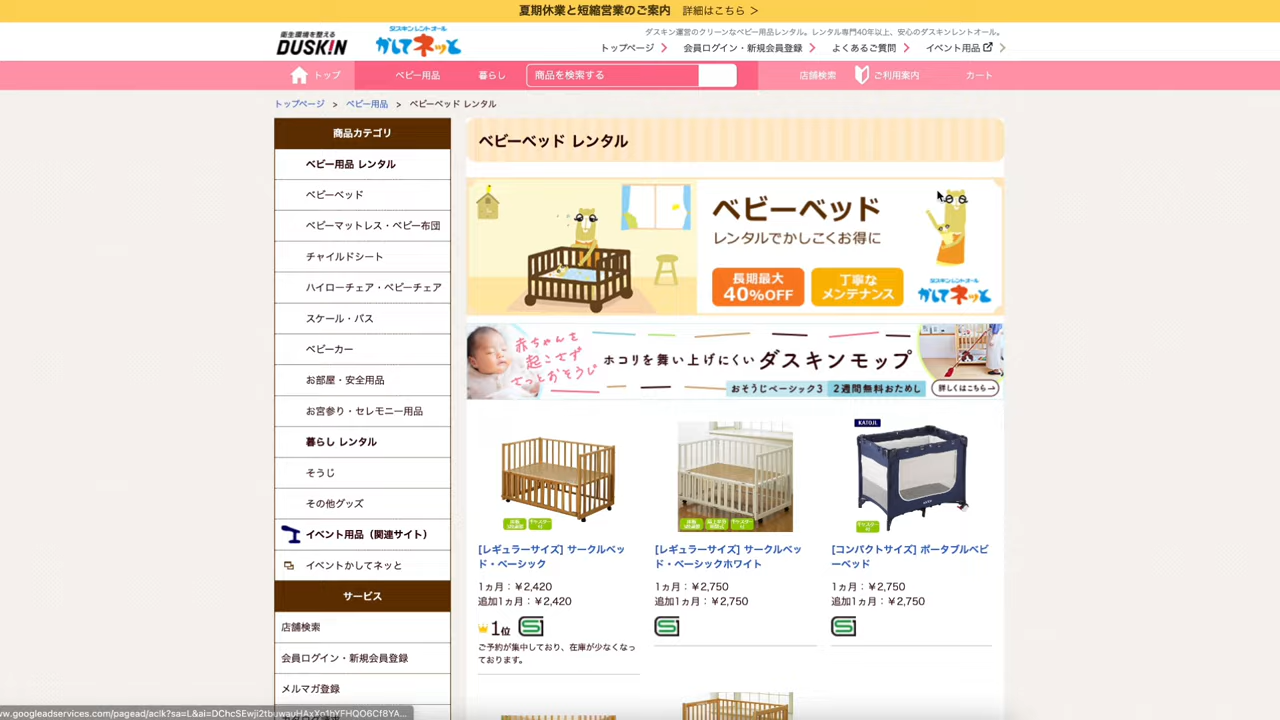 夏期休業と短縮営業のご案内 詳細はこちら ＞
衛生環境を整える
DUSKIN
ダスキンレントオール
かしてネッと
ダスキン運営のクリーンなベビー用品レンタル。レンタル専門40年以上、安心のダスキンレントオール。
トップページ 会員ログイン・新規会員登録 よくあるご質問 イベント用品
トップ ベビー用品 暮らし 商品を検索する 店舗検索 ご利用案内 カート
トップページ > ベビー用品 > ベビーベッド レンタル
商品カテゴリ
ベビー用品 レンタル
ベビーベッド
ベビーマットレス・ベビー布団
チャイルドシート
ハイローチェア・ベビーチェア
スケール・バス
ベビーカー
お部屋・安全用品
お宮参り・セレモニー用品
暮らし レンタル
そうじ
その他グッズ
イベント用品（関連サイト）
イベントかしてネッと
サービス
店舗検索
会員ログイン・新規会員登録
メルマガ登録
ベビーベッド レンタル
ベビーベッド
レンタルでかしこくお得に
長期最大
40%OFF
丁寧な
メンテナンス
ダスキンレントオール
かしてネッと
赤ちゃんを
起こさず
さっとおそうじ
ホコリを舞い上げにくい ダスキンモップ
おそうじベーシック3 2週間無料おためし
詳しくはこちら→
[レギュラーサイズ] サークルベッ
ド・ベーシック
1ヵ月：￥2,420
追加1ヵ月：￥2,420
1位
ご予約が集中しており、在庫が少なくなっ
ております。
[レギュラーサイズ] サークルベッ
ド・ベーシックホワイト
1ヵ月：￥2,750
追加1ヵ月：￥2,750
KATOJI
[コンパクトサイズ] ポータブルベビ
ーベッド
1ヵ月：￥2,750
追加1ヵ月：￥2,750